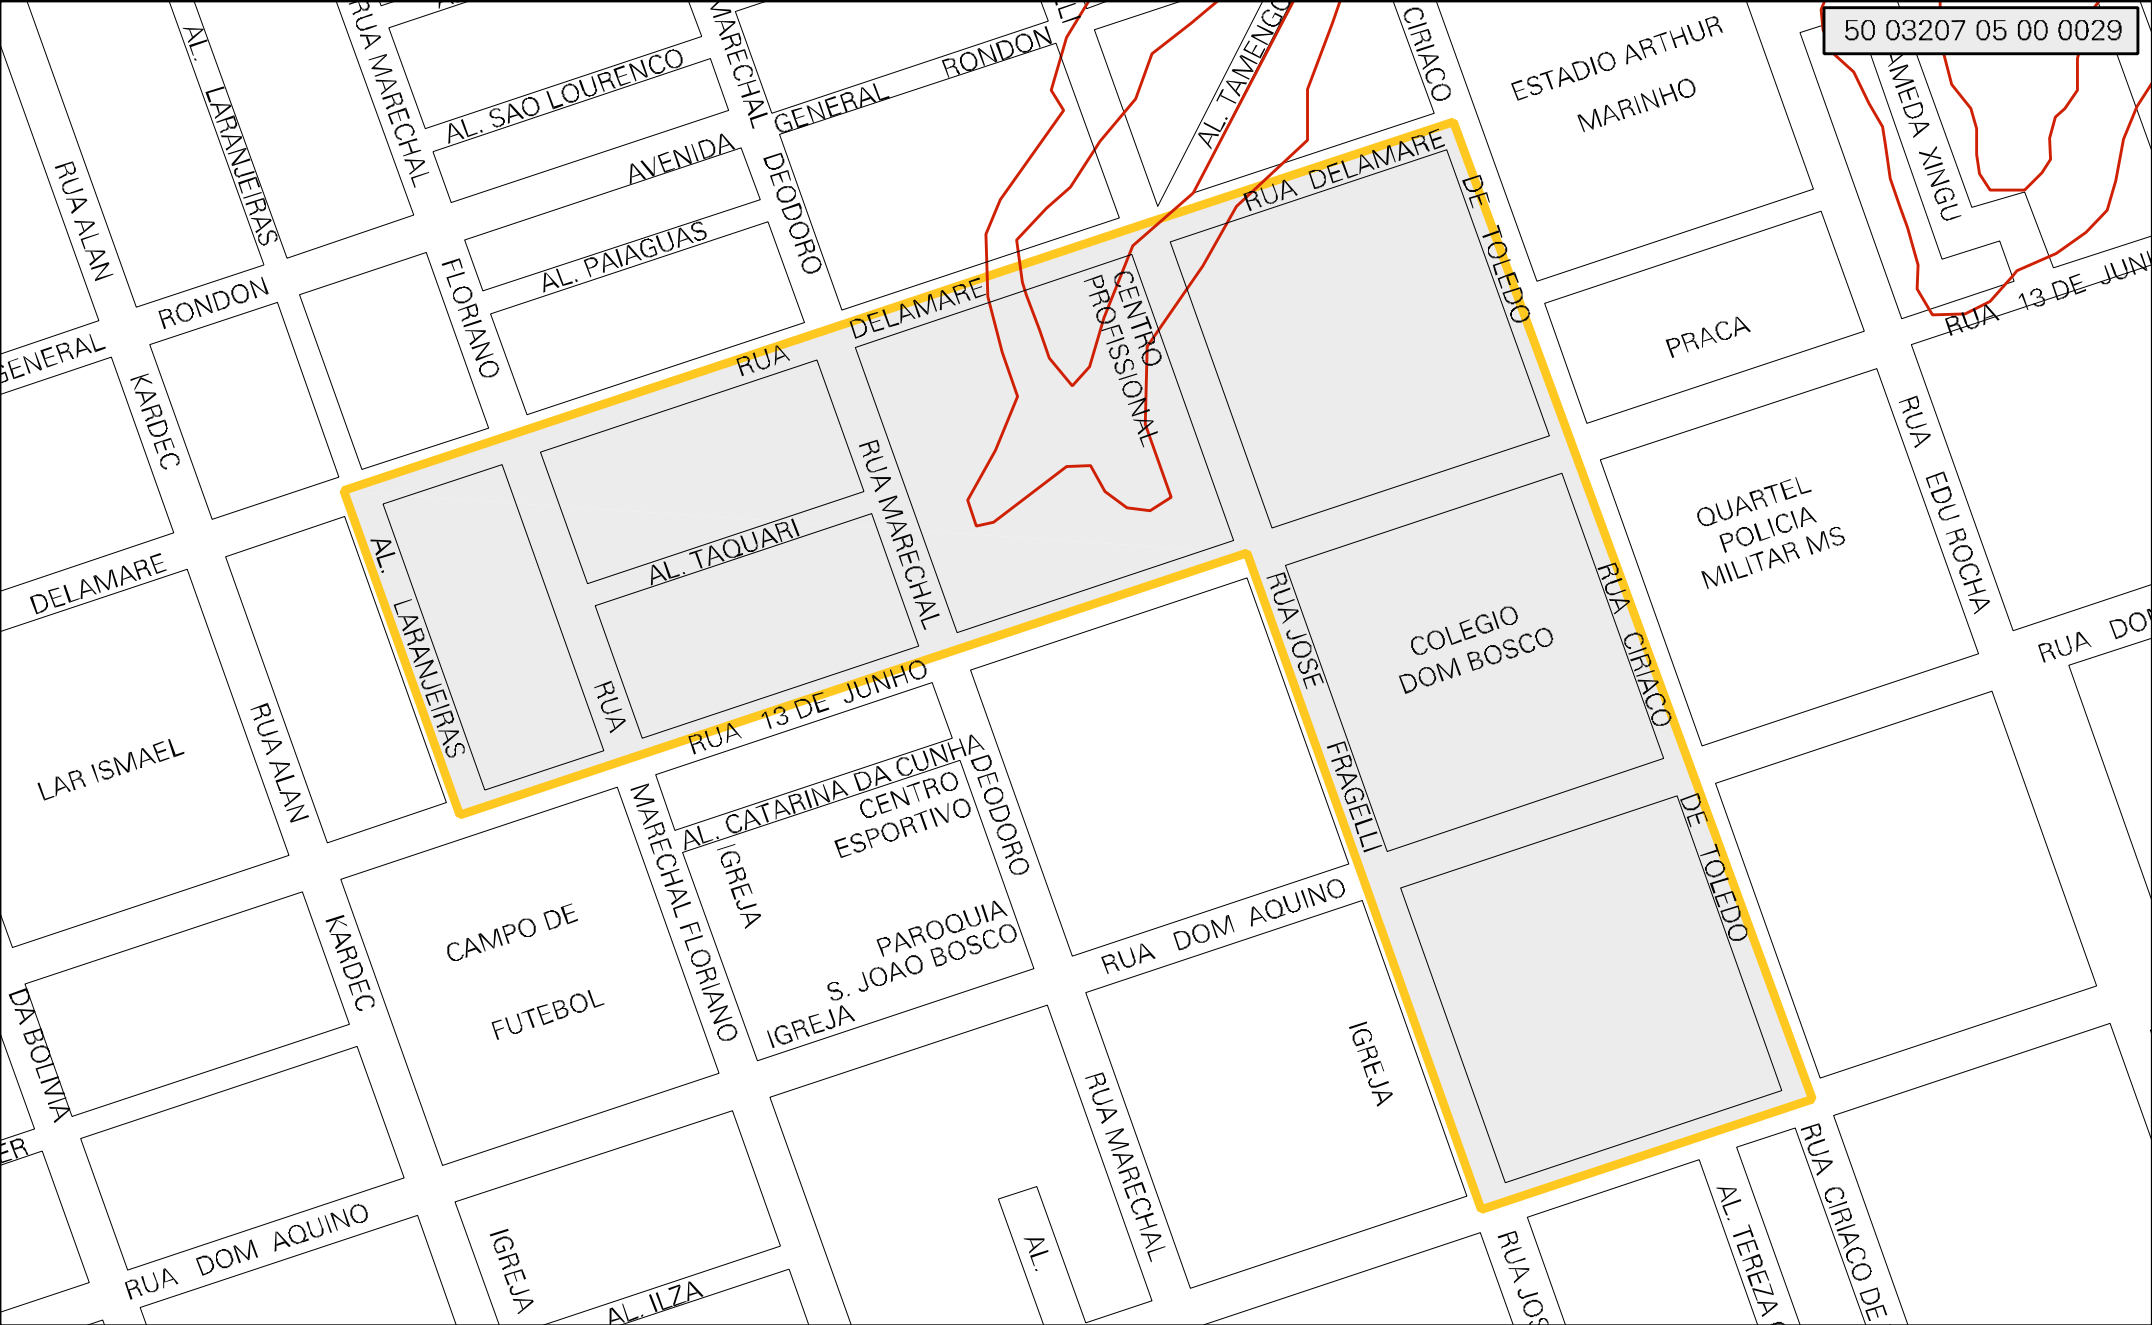 50 03207 05 00 0029
AL. LARANJEIRAS
RUA MARECHAL
MARECHAL
RONDON
GENERAL
AL. SAO LOURENCO
AVENIDA
AL. TAMENGO
CIRIACO
ESTADIO ARTHUR
MARINHO
AMEDA XINGU
RUA ALAN
DEODORO
AL. PAIAGUAS
FLORIANO
RONDON
GENERAL
KARDEC
RUA DELAMARE
RUA DELAMARE
DE TOLEDO
CENTRO
PROFISSIONAL
PRACA
RUA 13 DE JUN
RUA EDU ROCHA
QUARTEL
POLICIA
MILITAR MS
DELAMARE
AL. LARANJEIRAS
AL. TAQUARI
RUA MARECHAL
RUA
RUA 13 DE JUNHO
RUA JOSE
FRAGELLI
COLEGIO
DOM BOSCO
RUA CIRIACO
DE TOLEDO
RUA DO
LAR ISMAEL
RUA ALAN
KARDEC
AL. CATARINA DA CUNHA
CENTRO
ESPORTIVO
DEODORO
MARECHAL FLORIANO
IGREJA
PAROQUIA
S. JOAO BOSCO
IGREJA
RUA DOM AQUINO
CAMPO DE
FUTEBOL
DA BOLIVIA
ER
IGREJA
RUA MARECHAL
RUA DOM AQUINO
IGREJA
AL. ILZA
AL.
RUA JOS
AL. TEREZA
RUA CIRIACO DE